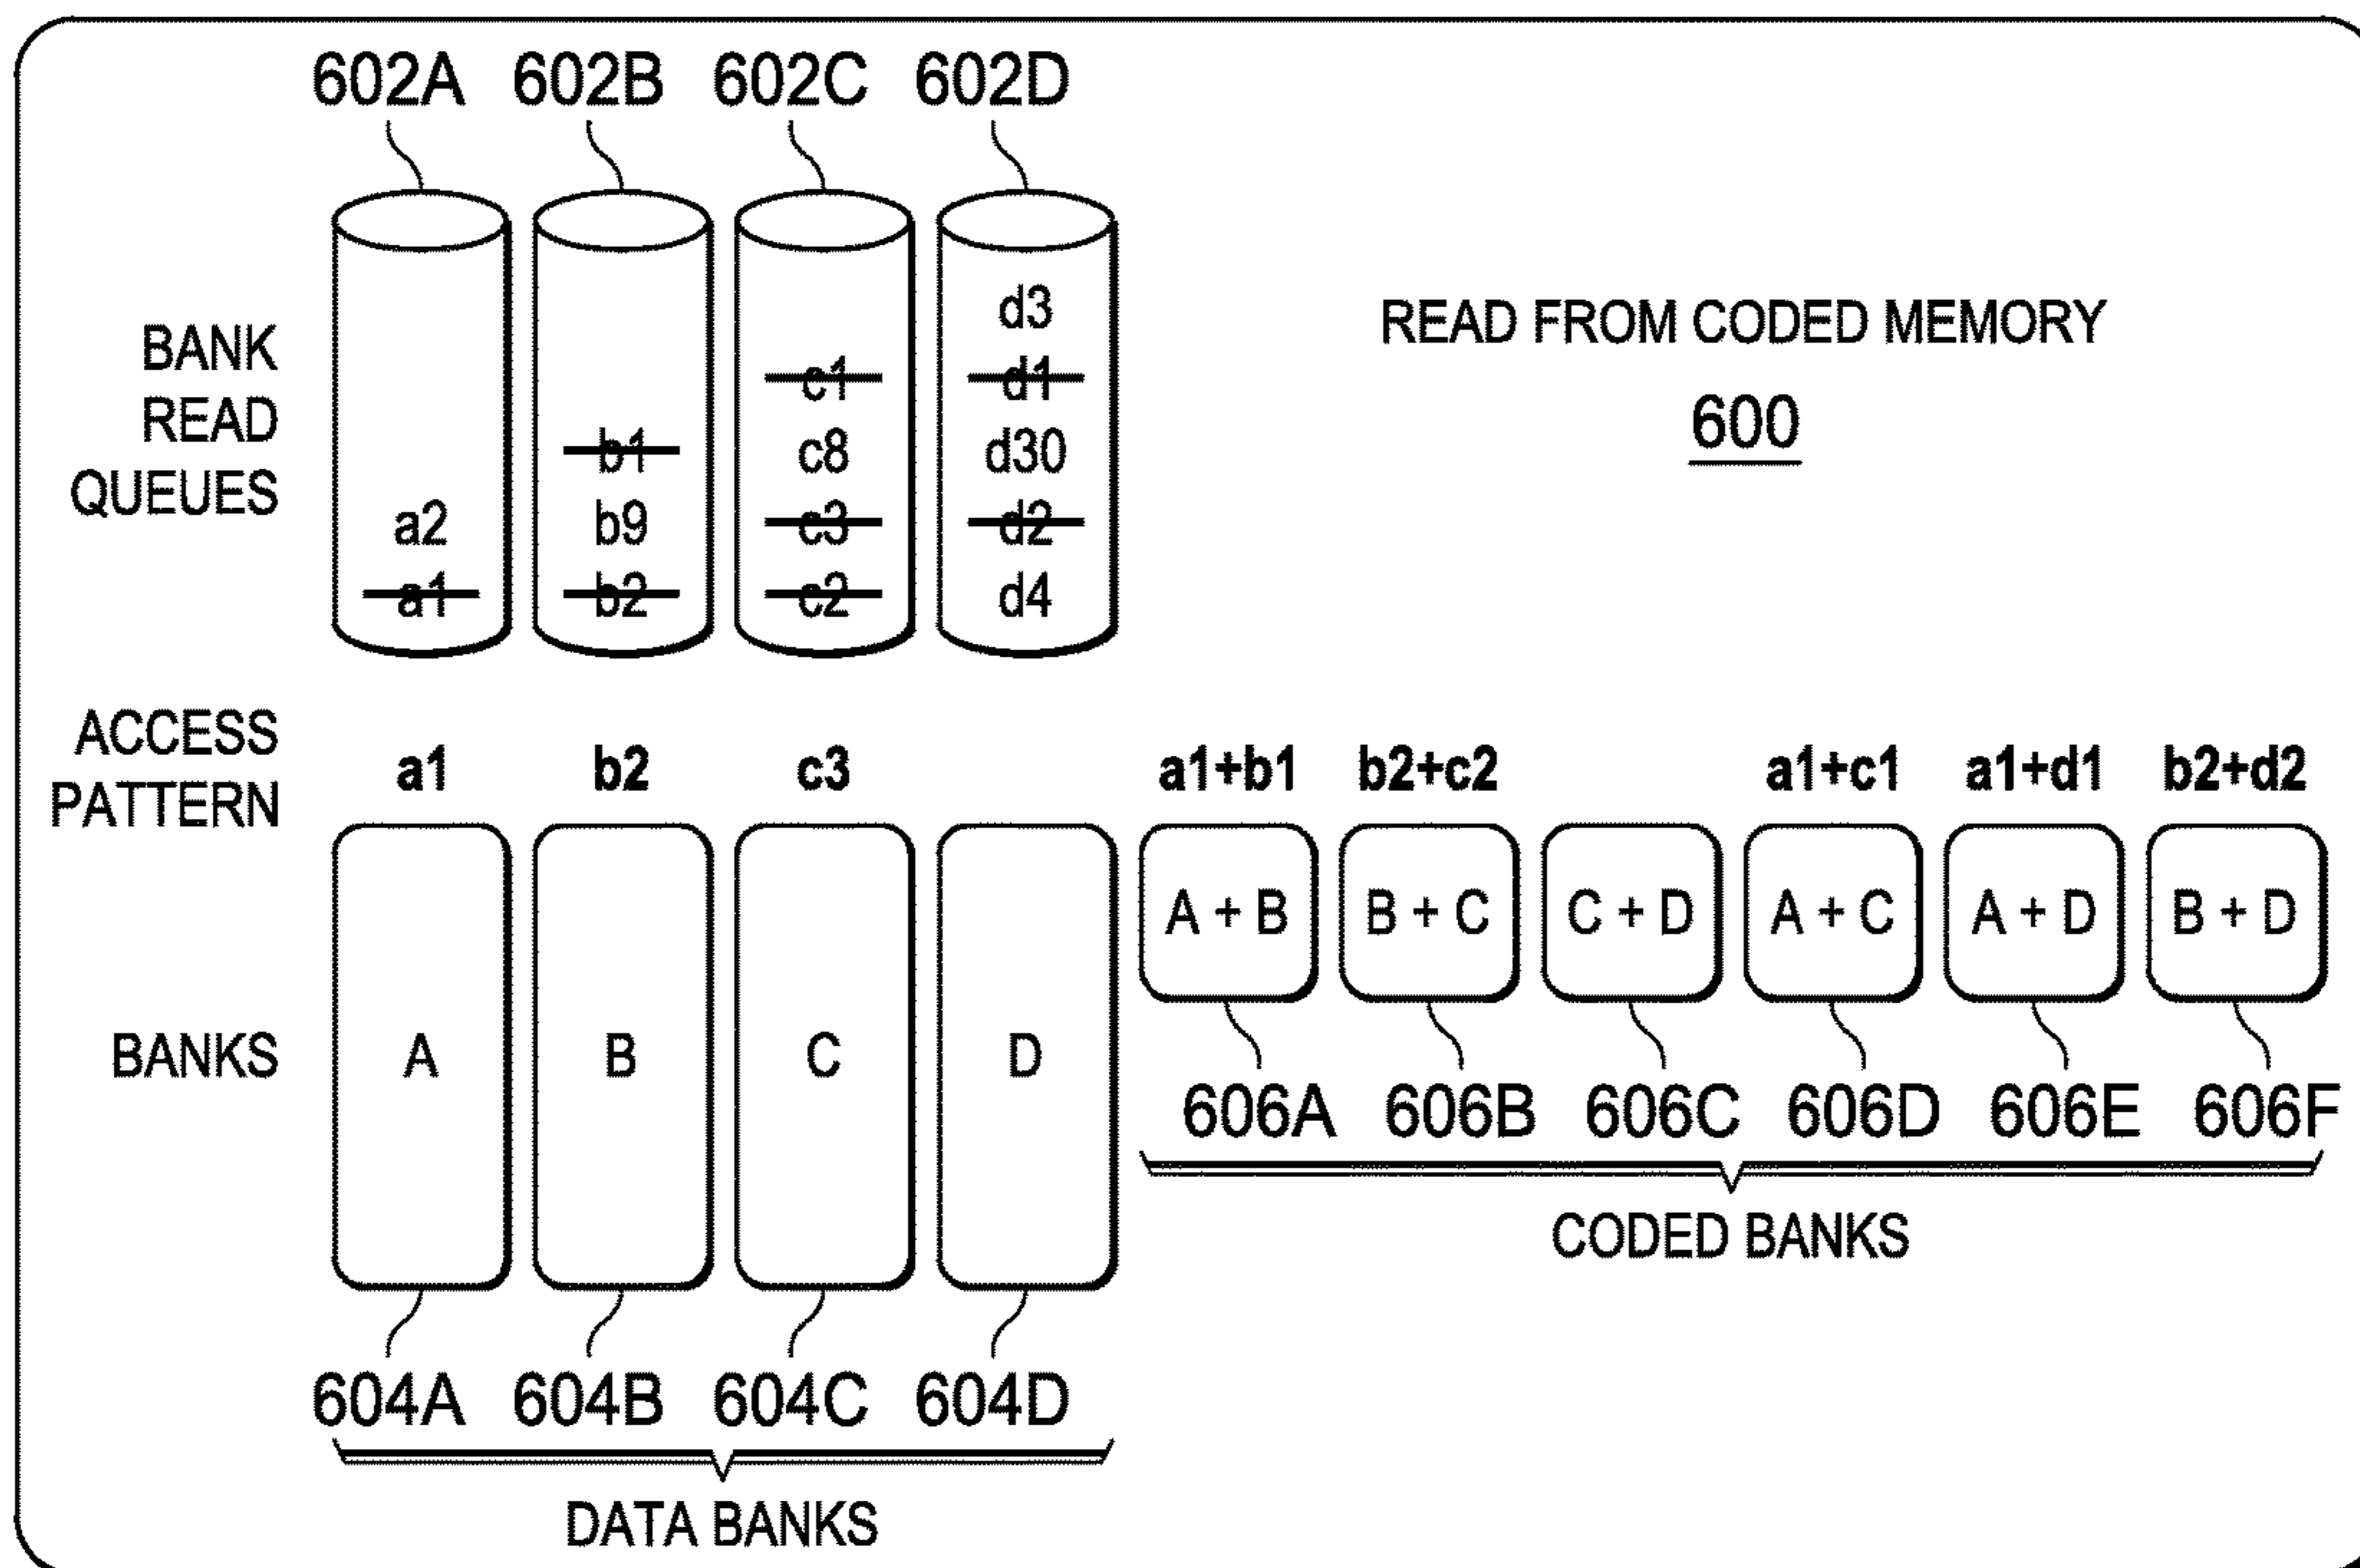 602A 602B 602C 602D
BANK
READ
QUEUES
a2
a1
b1
b9
b2
c1
c8
c3
c2
d3
d1
d30
d2
d4
READ FROM CODED MEMORY
600
ACCESS
PATTERN
a1 b2 c3 a1+b1 b2+c2 a1+c1 a1+d1 b2+d2
A + B B + C C + D A + C A + D B + D
BANKS A B C D
606A 606B 606C 606D 606E 606F
CODED BANKS
604A 604B 604C 604D
DATA BANKS